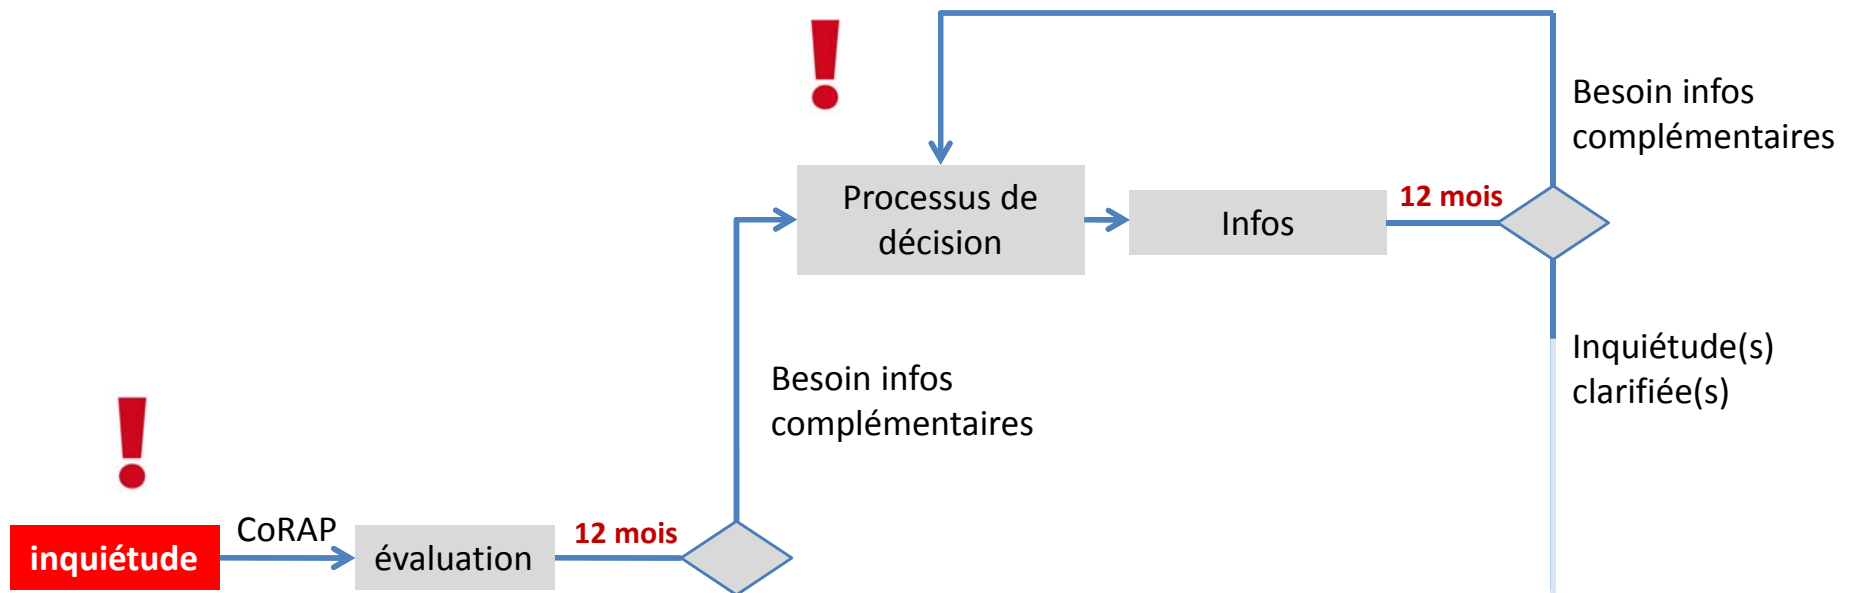 Besoin infos
complémentaires
Processus de
décision
Infos
12 mois
Inquiétude(s)
clarifiée(s)
Besoin infos
complémentaires
inquiétude
CoRAP
évaluation
12 mois